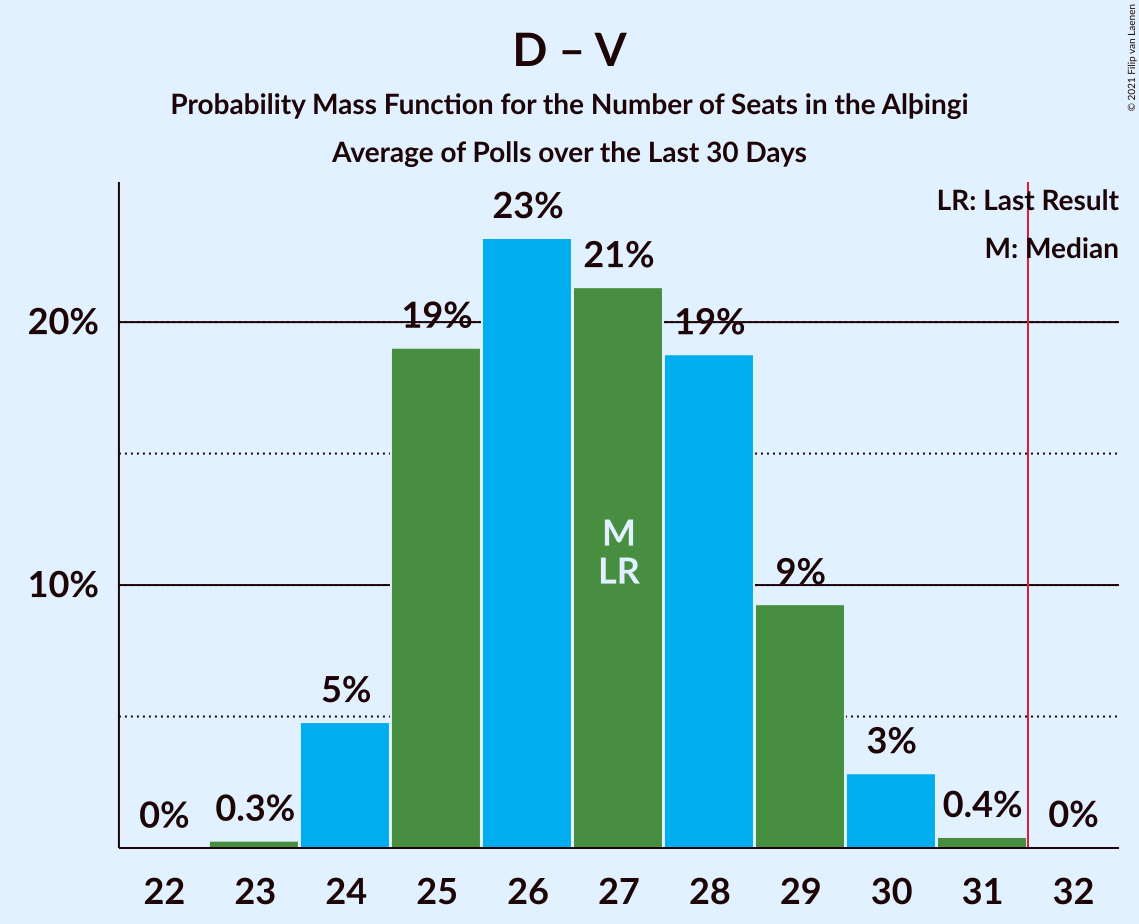 D – V
Probability Mass Function for the Number of Seats in the Alþingi
Average of Polls over the Last 30 Days
© 2021 Filip van Laenen
LR: Last Result
M: Median
20%
10%
0%
0.3%
5%
19%
23%
21%
19%
9%
3%
0.4%
0%
M
LR
22 23 24 25 26 27 28 29 30 31 32